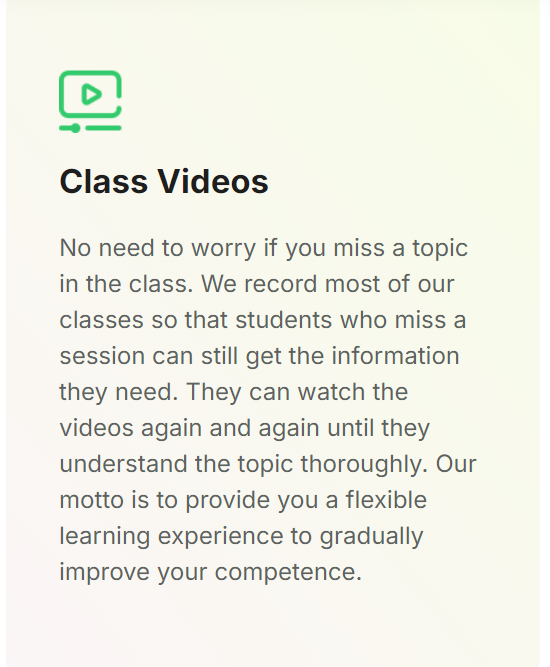 Class Videos
No need to worry if you miss a topic
in the class. We record most of our
classes so that students who miss a
session can still get the information
they need. They can watch the
videos again and again until they
understand the topic thoroughly. Our
motto is to provide you a flexible
learning experience to gradually
improve your competence.